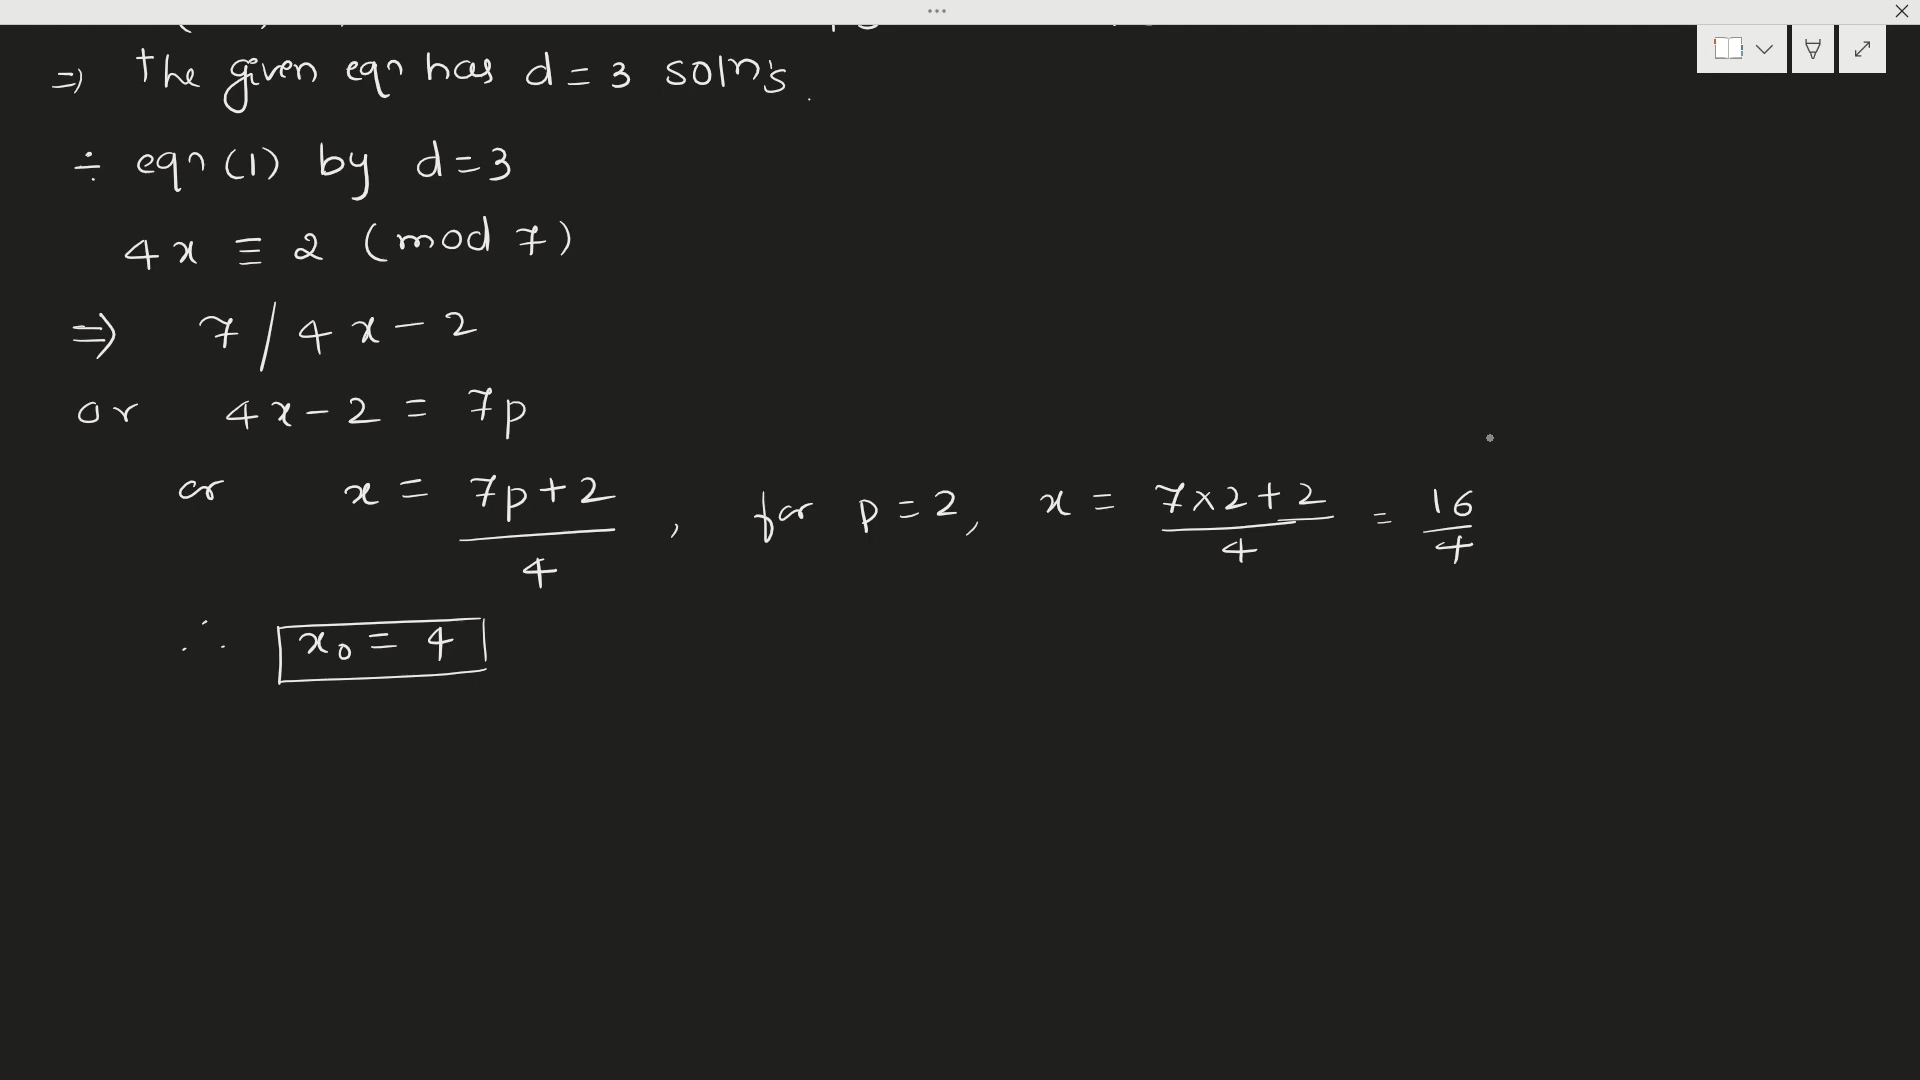 ⇒ the given eqn has d = 3 soln's.
÷ eqn (1) by d = 3
4x ≡ 2 (mod 7)
⇒ 7 / 4x - 2
or 4x - 2 = 7p
or x = 7p+2/4 , for p = 2, x = 7×2+2/4 = 16/4
∴ x₀ = 4